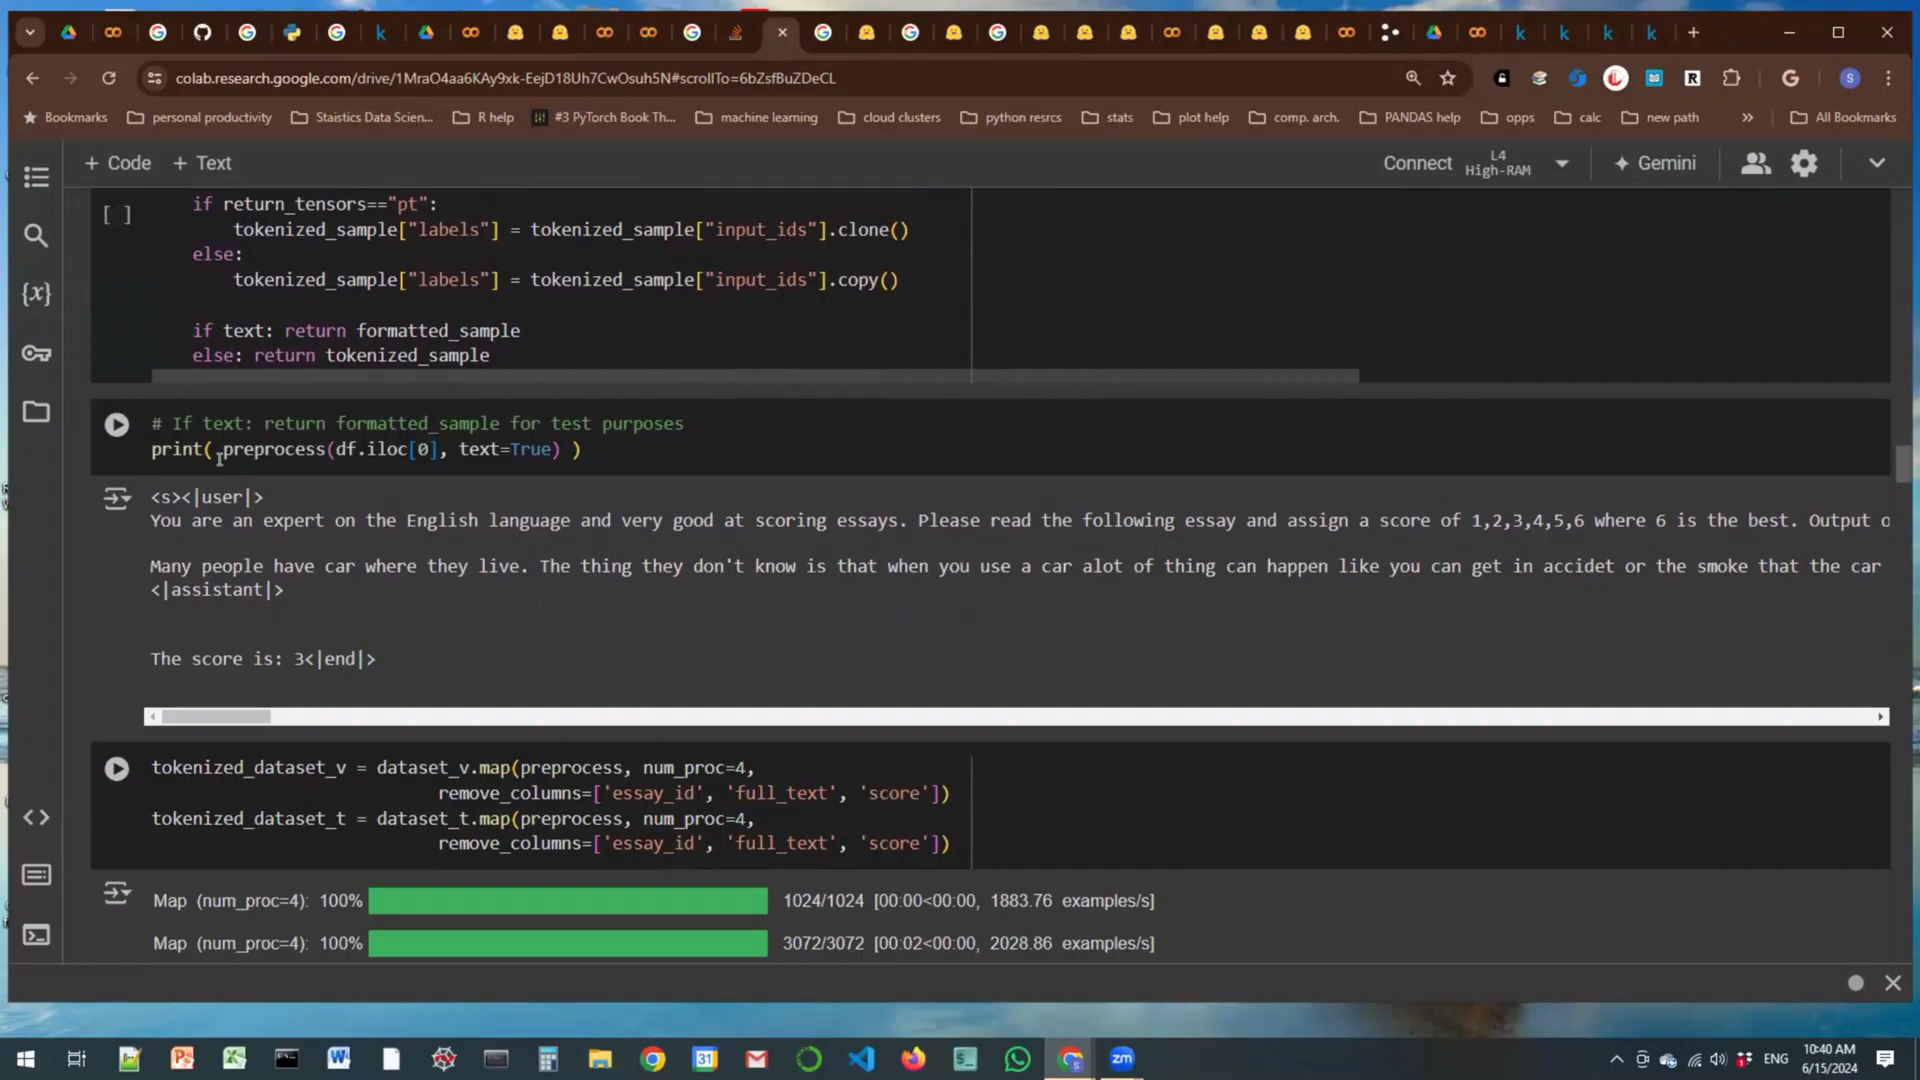 colab.research.google.com/drive/1MraO4aa6KAy9xk-EejD18Uh7CwOsuh5N#scrollTo=6bZsfBuZDeCL
Bookmarks personal productivity Staistics Data Scien... R help #3 PyTorch Book Th... machine learning cloud clusters python resrcs stats plot help comp. arch. PANDAS help opps calc new path » All Bookmarks
+ Code + Text Connect L4 High-RAM Gemini
[ ] if return_tensors=="pt":
tokenized_sample["labels"] = tokenized_sample["input_ids"].clone()
else:
tokenized_sample["labels"] = tokenized_sample["input_ids"].copy()
if text: return formatted_sample
else: return tokenized_sample
# If text: return formatted_sample for test purposes
print( preprocess(df.iloc[0], text=True) )
<s><|user|>
You are an expert on the English language and very good at scoring essays. Please read the following essay and assign a score of 1,2,3,4,5,6 where 6 is the best. Output o
Many people have car where they live. The thing they don't know is that when you use a car alot of thing can happen like you can get in accidet or the smoke that the car
<|assistant|>
The score is: 3<|end|>
tokenized_dataset_v = dataset_v.map(preprocess, num_proc=4,
remove_columns=['essay_id', 'full_text', 'score'])
tokenized_dataset_t = dataset_t.map(preprocess, num_proc=4,
remove_columns=['essay_id', 'full_text', 'score'])
Map (num_proc=4): 100% 1024/1024 [00:00<00:00, 1883.76 examples/s]
Map (num_proc=4): 100% 3072/3072 [00:02<00:00, 2028.86 examples/s]
ENG
10:40 AM
6/15/2024